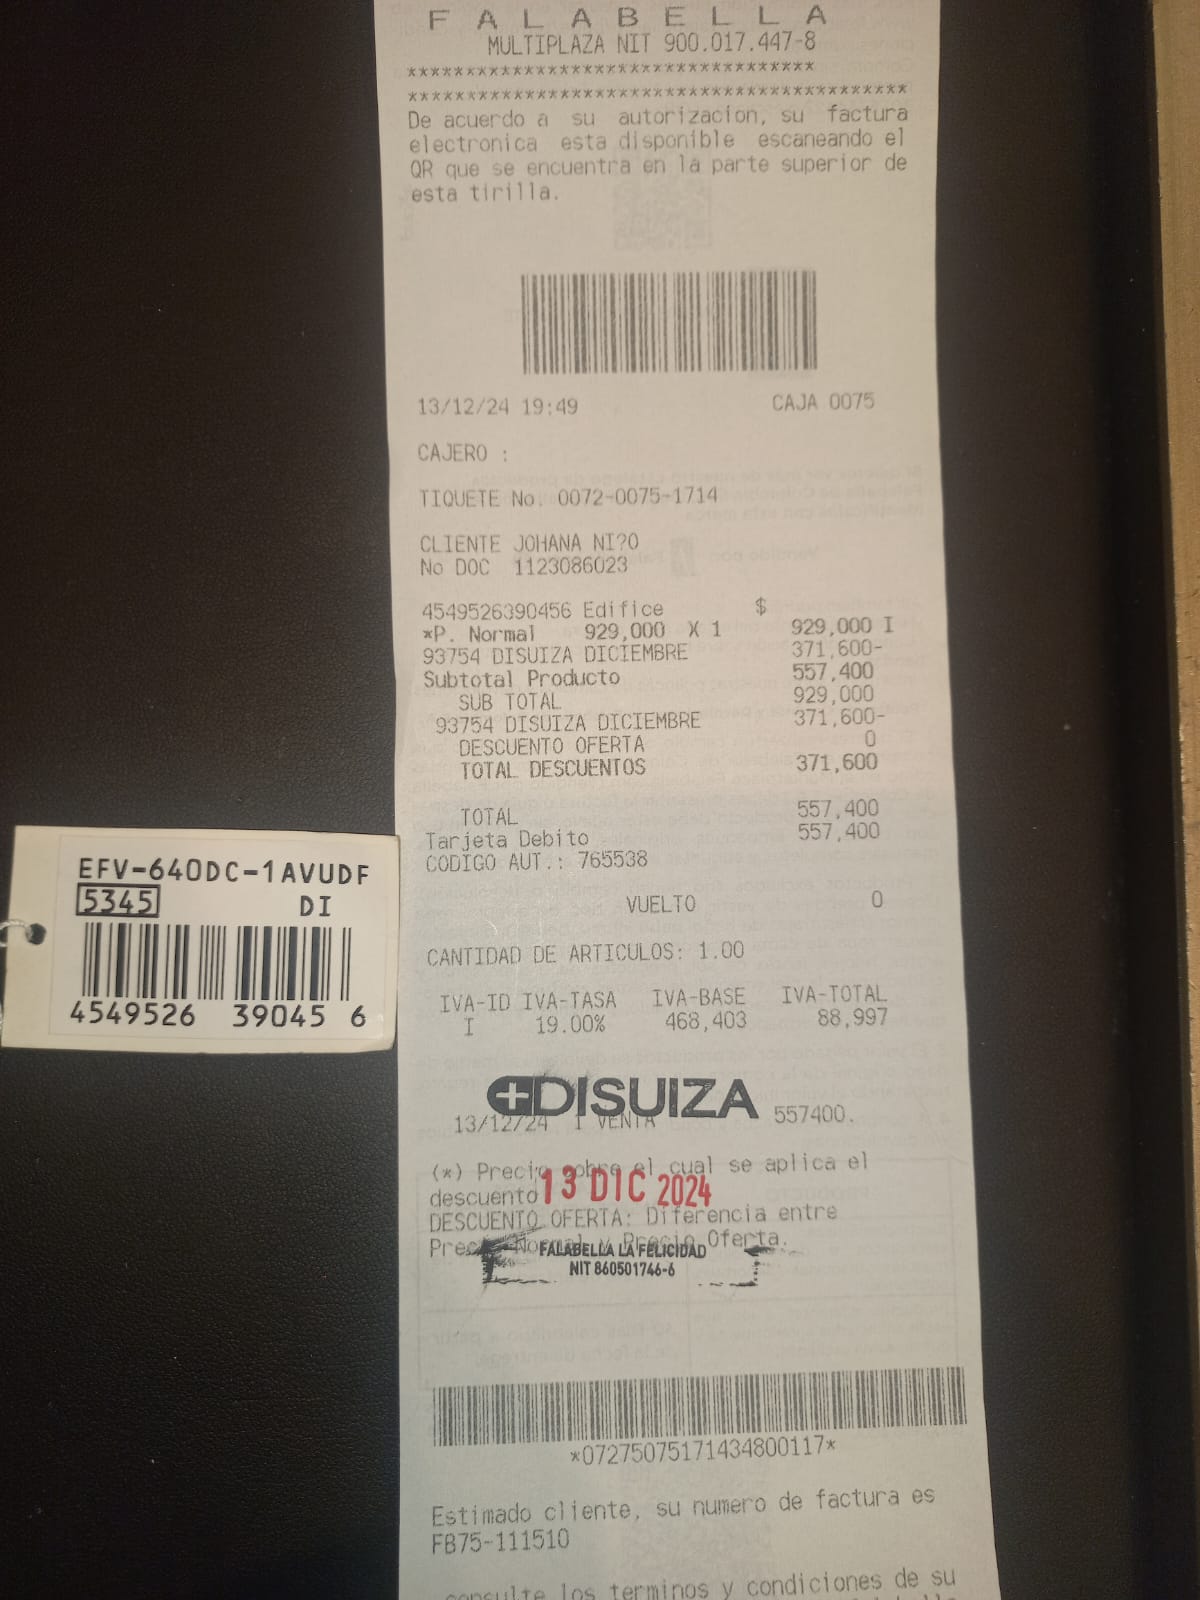 F A L A B E L L A
MULTIPLAZA NIT 900.017.447-8
***********************************
*******************************************
De acuerdo a su autorizacion, su factura
electronica esta disponible escaneando el
QR que se encuentra en la parte superior de
esta tirilla.
13/12/24 19:49 CAJA 0075
CAJERO :
TIQUETE No. 0072-0075-1714
CLIENTE JOHANA NI?O
No DOC 1123086023
4549526390456 Edifice $
*P. Normal 929,000 X 1 929,000 I
93754 DISUIZA DICIEMBRE 371,600-
Subtotal Producto 557,400
SUB TOTAL 929,000
93754 DISUIZA DICIEMBRE 371,600-
DESCUENTO OFERTA 0
TOTAL DESCUENTOS 371,600
TOTAL 557,400
Tarjeta Debito 557,400
CODIGO AUT.: 765538
VUELTO 0
CANTIDAD DE ARTICULOS: 1.00
IVA-ID IVA-TASA IVA-BASE IVA-TOTAL
I 19.00% 468,403 88,997
DISUIZA
13/12/24 1 VENTA 557400.
(*) Precio sobre el cual se aplica el
descuento
13 DIC 2024
DESCUENTO OFERTA: Diferencia entre
Precio Normal y Precio Oferta.
FALABELLA LA FELICIDAD
NIT 860501746-6
*07275075171434800117*
Estimado cliente, su numero de factura es
FB75-111510
consulte los terminos y condiciones de su
EFV-640DC-1AVUDF
5345 DI
4549526 39045 6